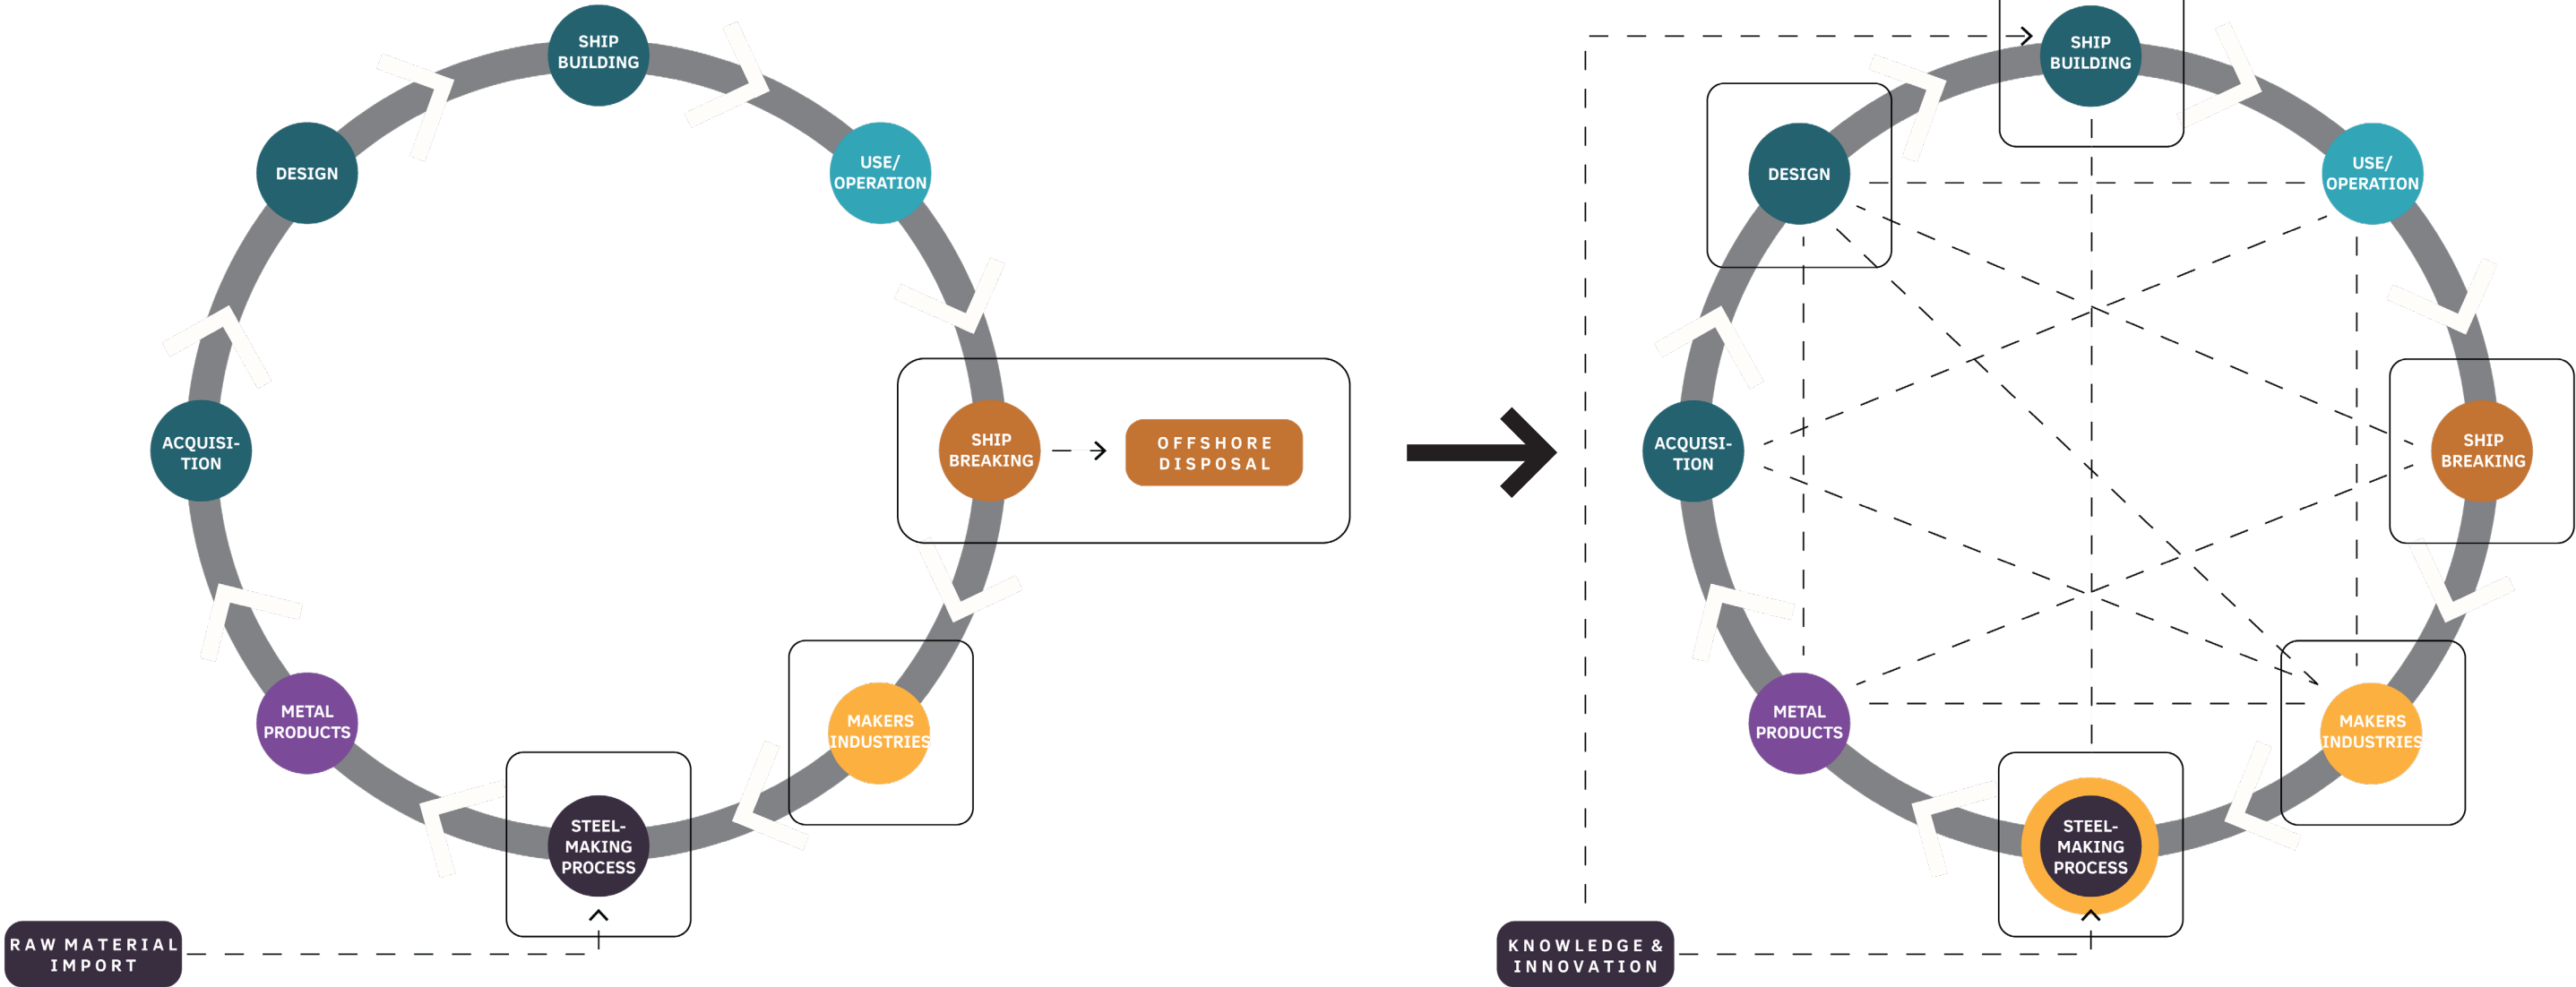 SHIP
BUILDING
DESIGN
USE/
OPERATION
ACQUISI-
TION
SHIP
BREAKING
OFFSHORE
DISPOSAL
METAL
PRODUCTS
MAKERS
INDUSTRIES
STEEL-
MAKING
PROCESS
RAW MATERIAL
IMPORT
SHIP
BUILDING
DESIGN
USE/
OPERATION
ACQUISI-
TION
SHIP
BREAKING
METAL
PRODUCTS
MAKERS
INDUSTRIES
STEEL-
MAKING
PROCESS
KNOWLEDGE &
INNOVATION